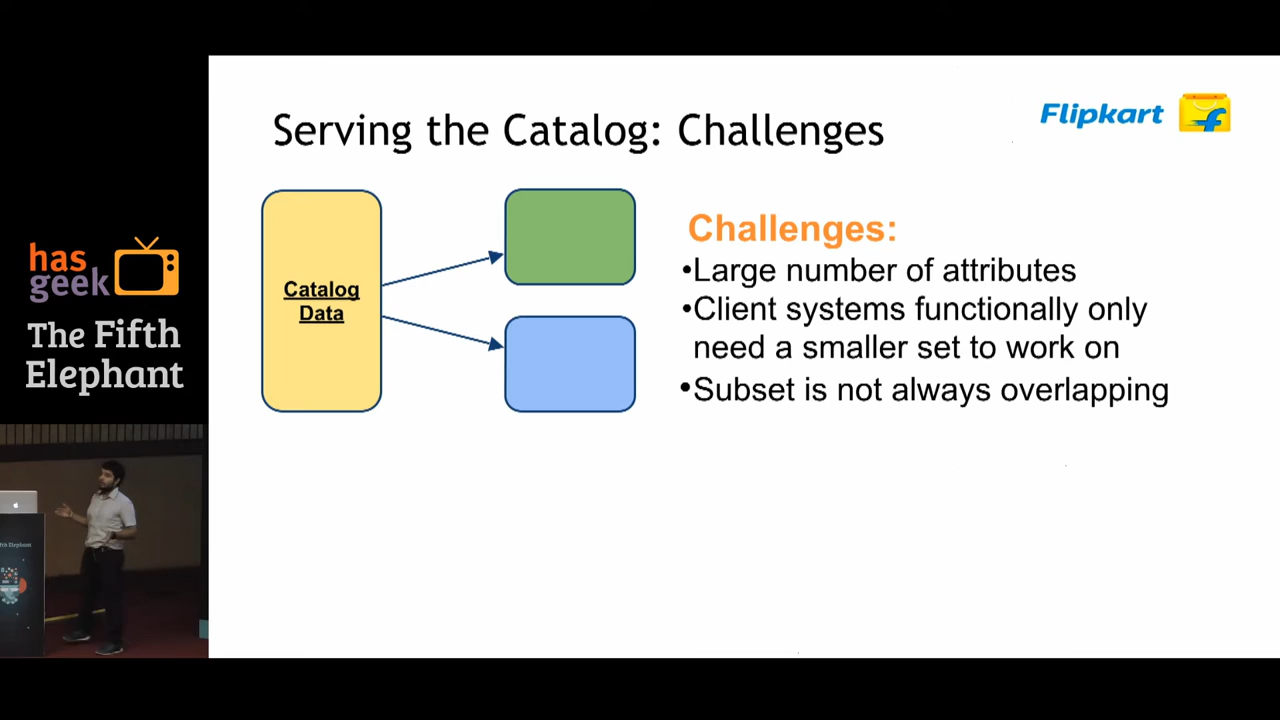 Serving the Catalog: Challenges
Flipkart
Catalog
Data
Challenges:
•Large number of attributes
•Client systems functionally only
need a smaller set to work on
•Subset is not always overlapping
has
geek
The Fifth
Elephant